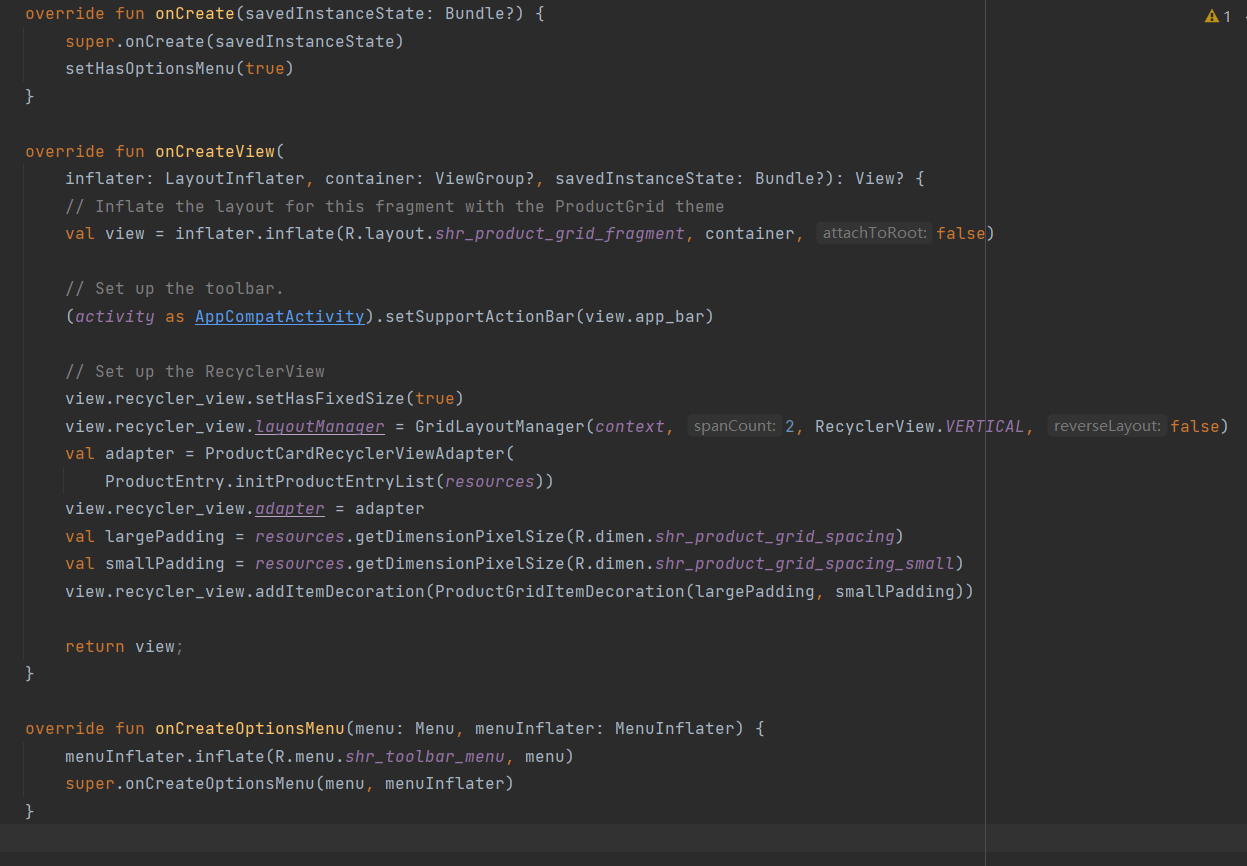 override fun onCreate(savedInstanceState: Bundle?) {
    super.onCreate(savedInstanceState)
    setHasOptionsMenu(true)
}
override fun onCreateView(
    inflater: LayoutInflater, container: ViewGroup?, savedInstanceState: Bundle?): View? {
    // Inflate the layout for this fragment with the ProductGrid theme
    val view = inflater.inflate(R.layout.shr_product_grid_fragment, container, attachToRoot: false)
    // Set up the toolbar.
    (activity as AppCompatActivity).setSupportActionBar(view.app_bar)
    // Set up the RecyclerView
    view.recycler_view.setHasFixedSize(true)
    view.recycler_view.layoutManager = GridLayoutManager(context, spanCount: 2, RecyclerView.VERTICAL, reverseLayout: false)
    val adapter = ProductCardRecyclerViewAdapter(
        ProductEntry.initProductEntryList(resources))
    view.recycler_view.adapter = adapter
    val largePadding = resources.getDimensionPixelSize(R.dimen.shr_product_grid_spacing)
    val smallPadding = resources.getDimensionPixelSize(R.dimen.shr_product_grid_spacing_small)
    view.recycler_view.addItemDecoration(ProductGridItemDecoration(largePadding, smallPadding))
    return view;
}
override fun onCreateOptionsMenu(menu: Menu, menuInflater: MenuInflater) {
    menuInflater.inflate(R.menu.shr_toolbar_menu, menu)
    super.onCreateOptionsMenu(menu, menuInflater)
}
1